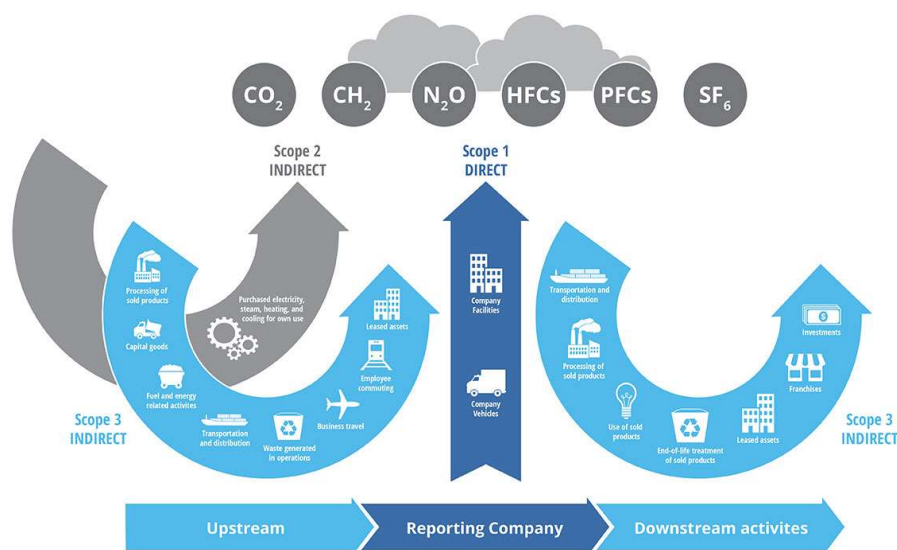 CO2
CH2
N2O
HFCs
PFCs
SF6
Scope 2
INDIRECT
Scope 1
DIRECT
Processing of
sold products
Capital goods
Fuel and energy
related activites
Transportation
and distribution
Waste generated
in operations
Business travel
Employee
commuting
Leased assets
Purchased electricity,
steam, heating, and
cooling for own use
Scope 3
INDIRECT
Company
Facilities
Company
Vehicles
Transportation and
distribution
Processing of
sold products
Use of sold
products
End-of-life treatment
of sold products
Leased assets
Franchises
Investments
Scope 3
INDIRECT
Upstream
Reporting Company
Downstream activites